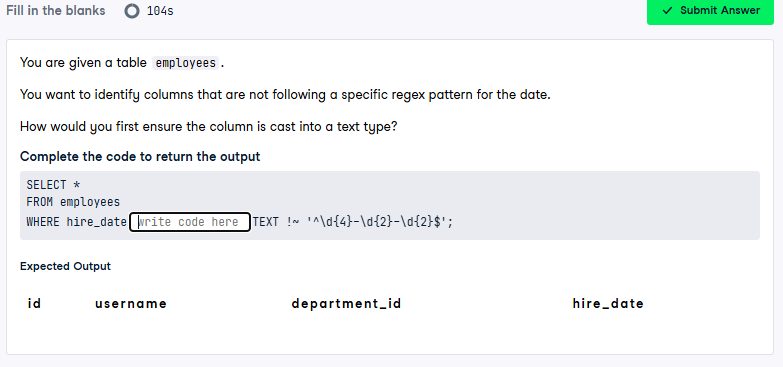 Fill in the blanks 104s Submit Answer
You are given a table employees.
You want to identify columns that are not following a specific regex pattern for the date.
How would you first ensure the column is cast into a text type?
Complete the code to return the output
SELECT *
FROM employees
WHERE hire_date write code here TEXT !~ '^\d{4}-\d{2}-\d{2}$';
Expected Output
id username department_id hire_date